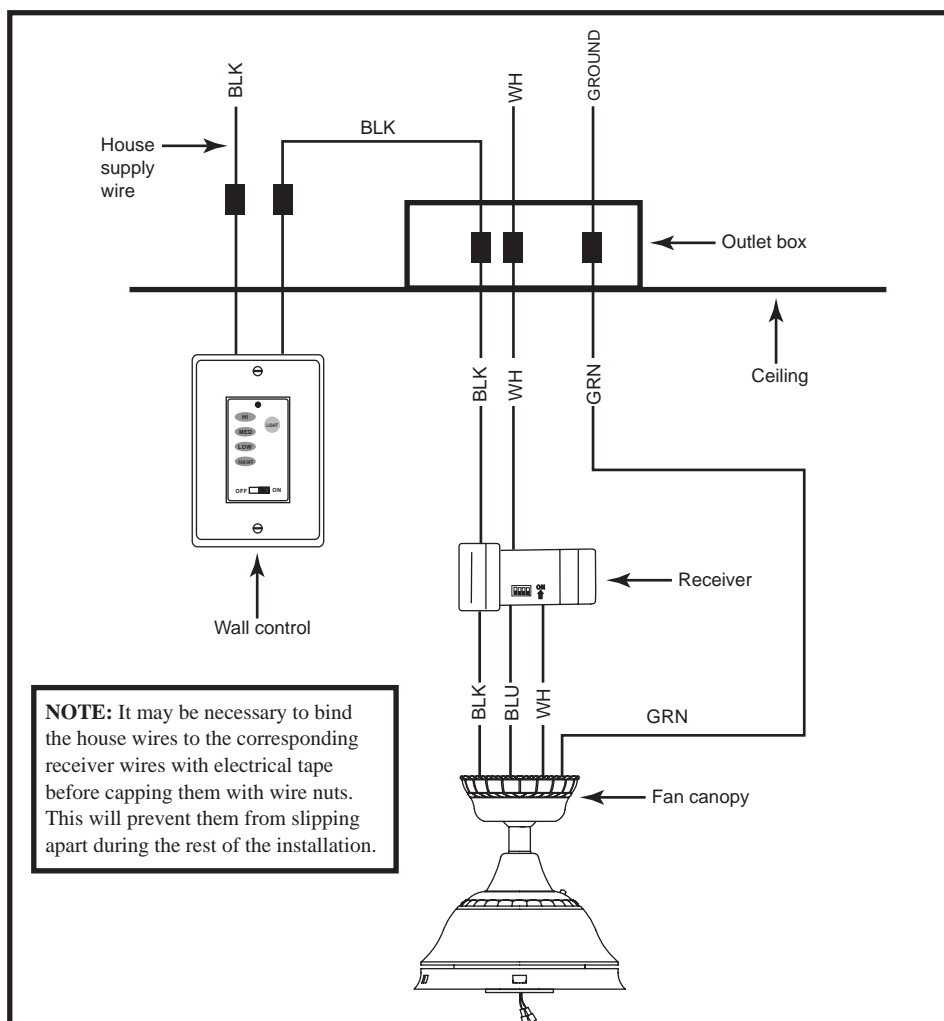 BLK
WH
GROUND
House
supply
wire
BLK
Outlet box
Ceiling
BLK
WH
GRN
HI
MED
LOW
FAN OFF
LIGHT
OFF ON
Wall control
ON
Receiver
BLK
BLU
WH
GRN
Fan canopy
NOTE: It may be necessary to bind
the house wires to the corresponding
receiver wires with electrical tape
before capping them with wire nuts.
This will prevent them from slipping
apart during the rest of the installation.